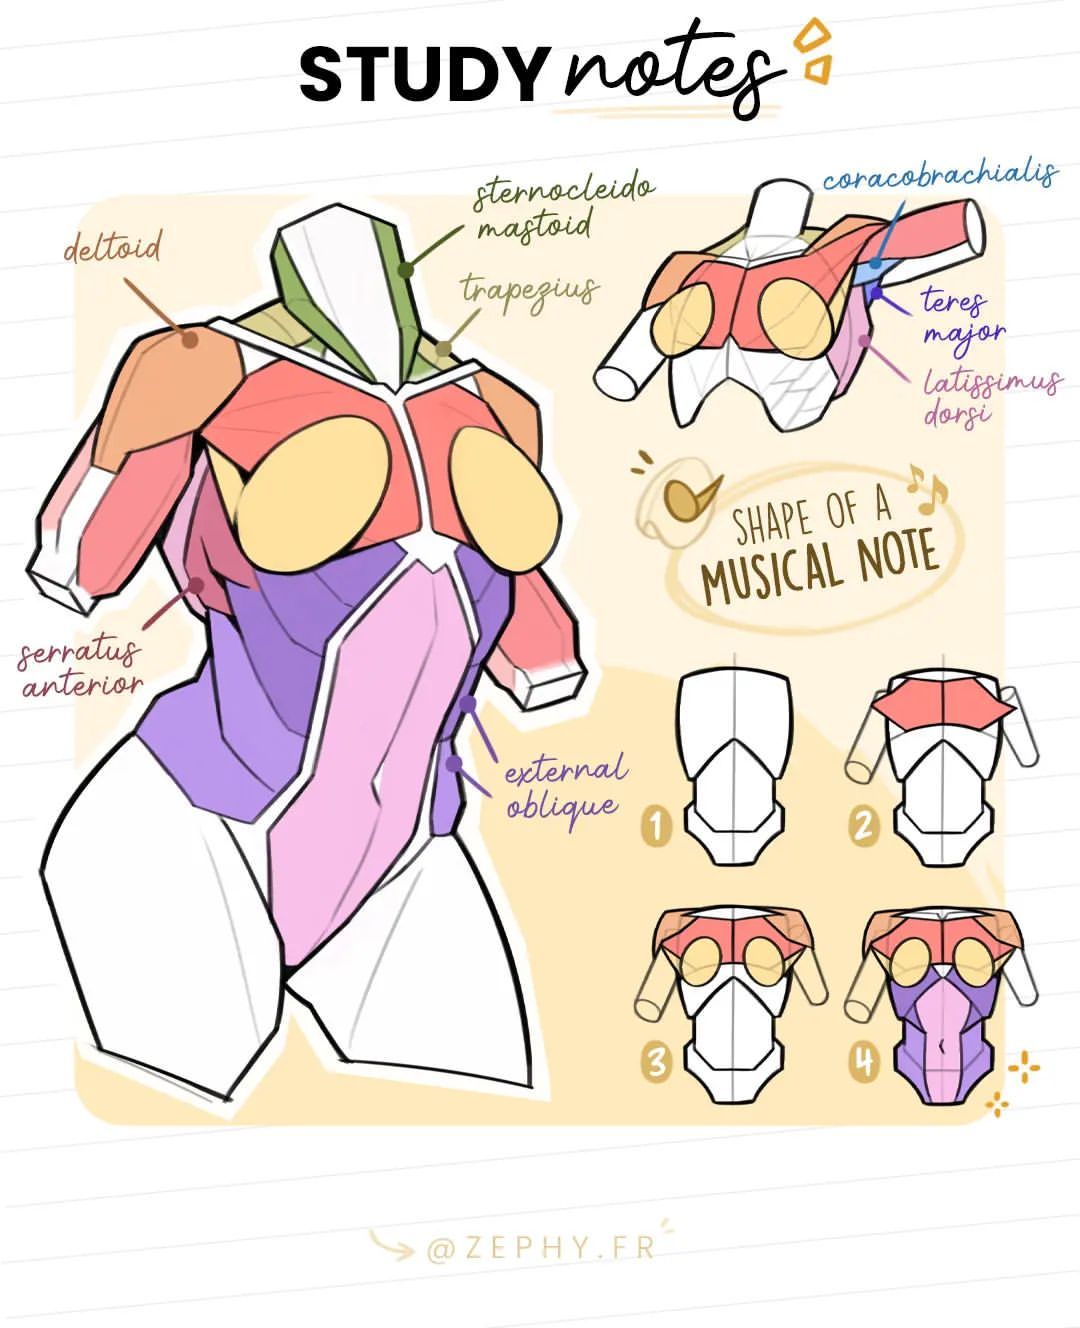 STUDY notes
deltoid
sternocleido
mastoid
trapezius
coracobrachialis
teres
major
latissimus
dorsi
SHAPE OF A
MUSICAL NOTE
serratus
anterior
external
oblique
1
2
3
4
@ZEPHY.FR